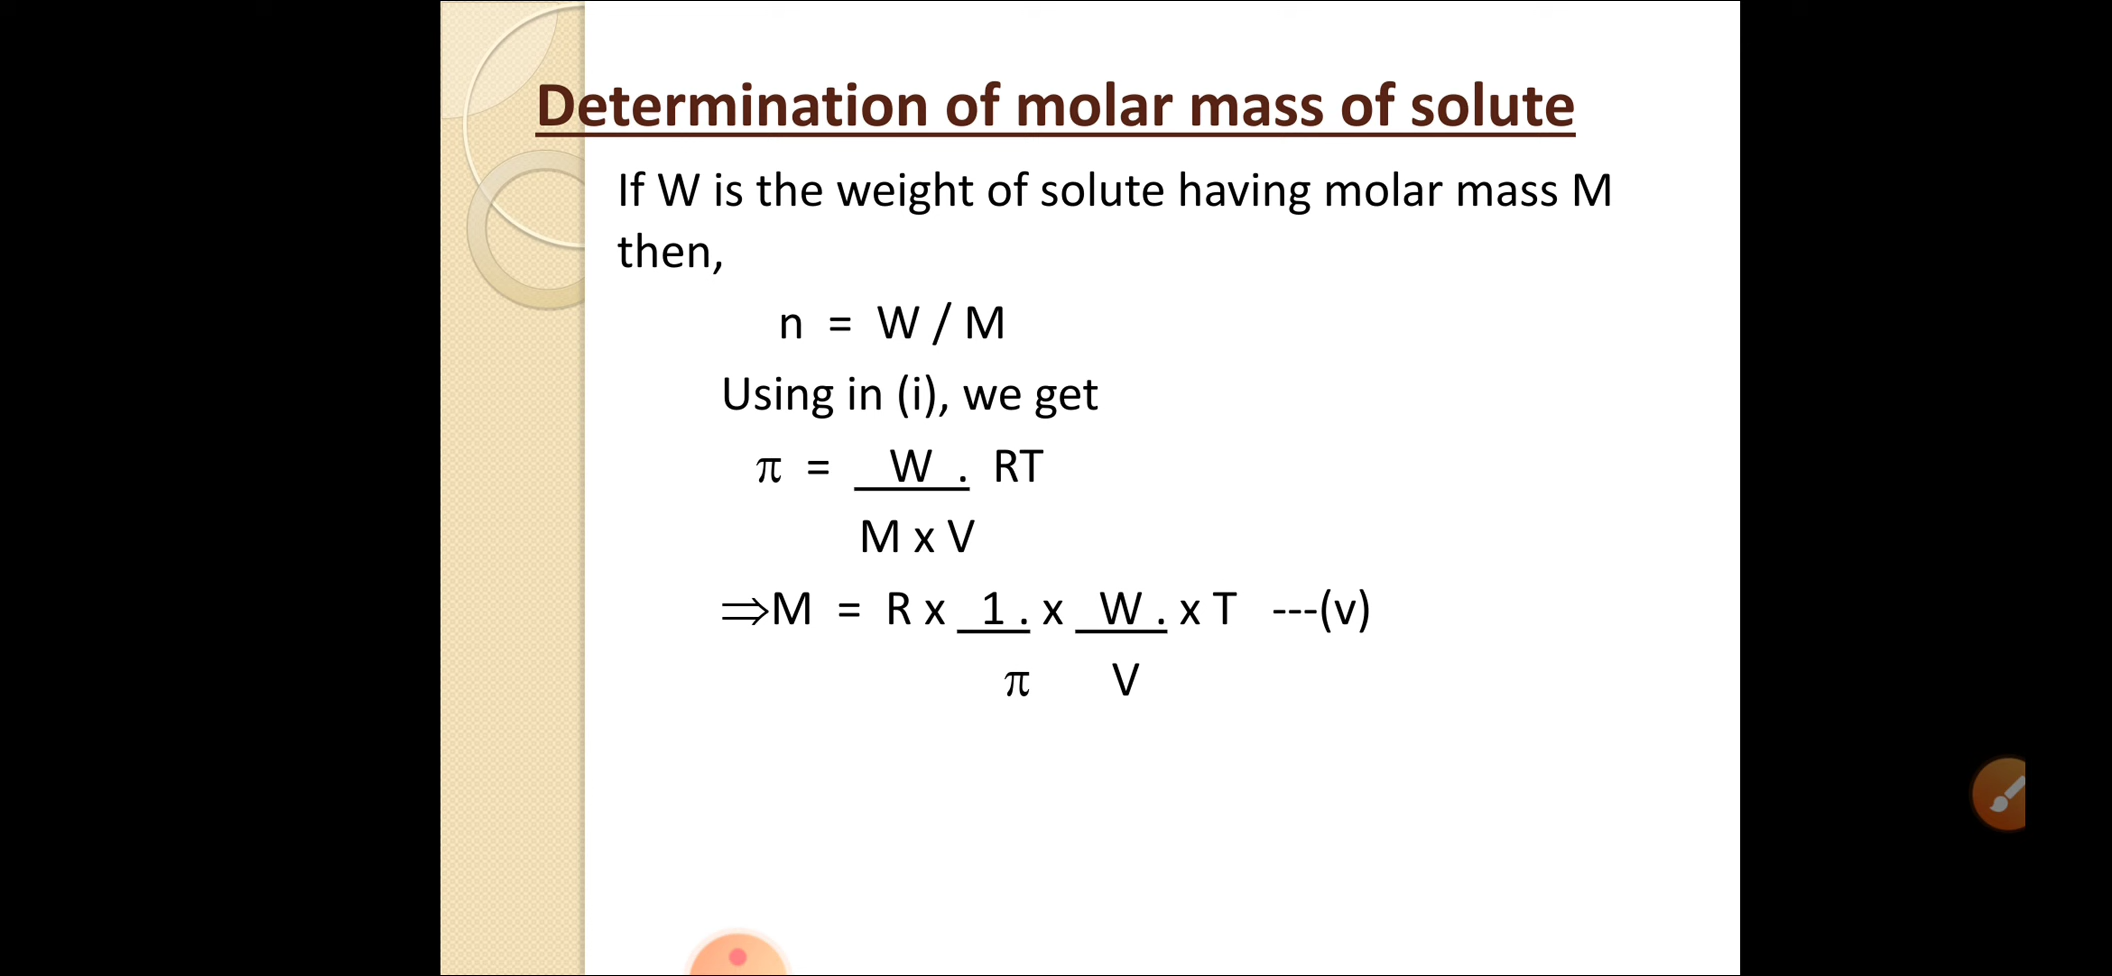 Determination of molar mass of solute
If W is the weight of solute having molar mass M
then,
n = W / M
Using in (i), we get
π = W . RT
M x V
⇒M = R x 1 . x W . x T ---(v)
π V